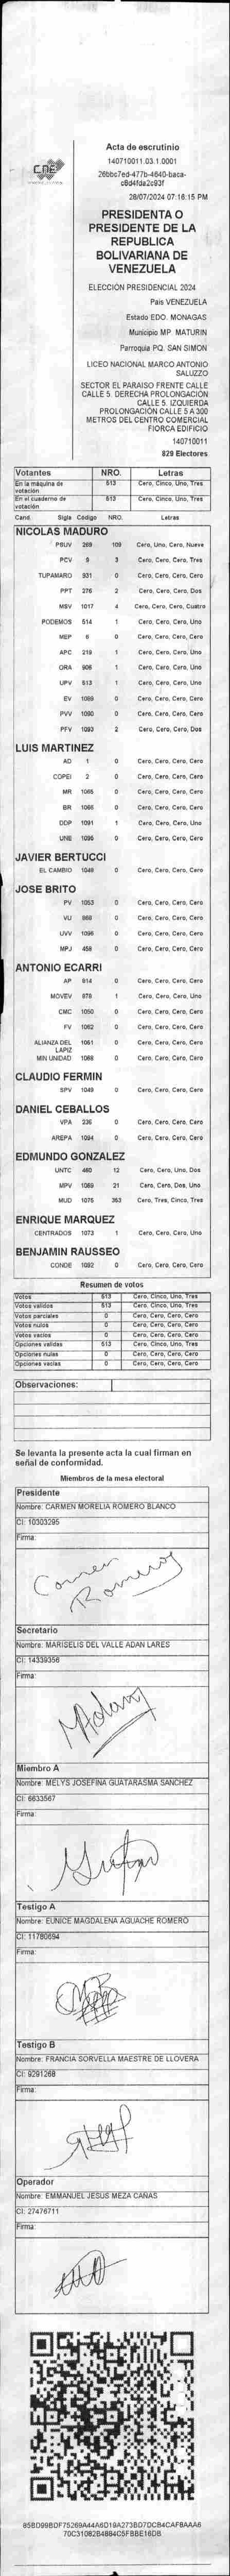 CNE
Acta de escrutinio
140710011.03.1.0001
26bbc7ed-477b-4640-baca-
c8d4fda2c93f
28/07/2024 07:16:15 PM
PRESIDENTA O
PRESIDENTE DE LA
REPUBLICA
BOLIVARIANA DE
VENEZUELA
ELECCIÓN PRESIDENCIAL 2024
País VENEZUELA
Estado EDO. MONAGAS
Municipio MP. MATURIN
Parroquia PQ. SAN SIMON
LICEO NACIONAL MARCO ANTONIO
SALUZZO
SECTOR EL PARAISO FRENTE CALLE
CALLE 5. DERECHA PROLONGACIÓN
CALLE 5. IZQUIERDA
PROLONGACIÓN CALLE 5 A 300
METROS DEL CENTRO COMERCIAL
FIORCA EDIFICIO
140710011
829 Electores
Votantes NRO. Letras
En la máquina de votación 513 Cero, Cinco, Uno, Tres
En el cuaderno de votación 513 Cero, Cinco, Uno, Tres
Cand. Sigla Código NRO. Letras
NICOLAS MADURO
PSUV 269 109 Cero, Uno, Cero, Nueve
PCV 9 3 Cero, Cero, Cero, Tres
TUPAMARO 931 0 Cero, Cero, Cero, Cero
PPT 276 2 Cero, Cero, Cero, Dos
MSV 1017 4 Cero, Cero, Cero, Cuatro
PODEMOS 514 1 Cero, Cero, Cero, Uno
MEP 6 0 Cero, Cero, Cero, Cero
APC 219 1 Cero, Cero, Cero, Uno
ORA 906 1 Cero, Cero, Cero, Uno
UPV 513 1 Cero, Cero, Cero, Uno
EV 1089 0 Cero, Cero, Cero, Cero
PVV 1090 0 Cero, Cero, Cero, Cero
PFV 1093 2 Cero, Cero, Cero, Dos
LUIS MARTINEZ
AD 1 0 Cero, Cero, Cero, Cero
COPEI 2 0 Cero, Cero, Cero, Cero
MR 0 Cero, Cero, Cero, Cero
BR 0 Cero, Cero, Cero, Cero
DDP 1091 1 Cero, Cero, Cero, Uno
UNE 1095 0 Cero, Cero, Cero, Cero
JAVIER BERTUCCI
EL CAMBIO 1048 0 Cero, Cero, Cero, Cero
JOSE BRITO
PV 1053 0 Cero, Cero, Cero, Cero
VU 968 0 Cero, Cero, Cero, Cero
UVV 1096 0 Cero, Cero, Cero, Cero
MPJ 458 0 Cero, Cero, Cero, Cero
ANTONIO ECARRI
AP 914 0 Cero, Cero, Cero, Cero
MOVEV 978 1 Cero, Cero, Cero, Uno
CMC 1050 0 Cero, Cero, Cero, Cero
FV 1062 0 Cero, Cero, Cero, Cero
ALIANZA DEL LAPIZ 1061 0 Cero, Cero, Cero, Cero
MIN UNIDAD 1068 0 Cero, Cero, Cero, Cero
CLAUDIO FERMIN
SPV 1049 0 Cero, Cero, Cero, Cero
DANIEL CEBALLOS
VPA 236 0 Cero, Cero, Cero, Cero
AREPA 1094 0 Cero, Cero, Cero, Cero
EDMUNDO GONZALEZ
UNTC 460 12 Cero, Cero, Uno, Dos
MPV 1069 21 Cero, Cero, Dos, Uno
MUD 1075 353 Cero, Tres, Cinco, Tres
ENRIQUE MARQUEZ
CENTRADOS 1073 1 Cero, Cero, Cero, Uno
BENJAMIN RAUSSEO
CONDE 1092 0 Cero, Cero, Cero, Cero
Resumen de votos
Votos 513 Cero, Cinco, Uno, Tres
Votos válidos 513 Cero, Cinco, Uno, Tres
Votos parciales 0 Cero, Cero, Cero, Cero
Votos nulos 0 Cero, Cero, Cero, Cero
Votos vacíos 0 Cero, Cero, Cero, Cero
Opciones válidas 513 Cero, Cinco, Uno, Tres
Opciones nulas 0 Cero, Cero, Cero, Cero
Opciones vacías 0 Cero, Cero, Cero, Cero
Observaciones:
Se levanta la presente acta la cual firman en
señal de conformidad.
Miembros de la mesa electoral
Presidente
Nombre: CARMEN MORELIA ROMERO BLANCO
CI: 10303295
Firma:
Carmen
Romero
Secretario
Nombre: MARISELIS DEL VALLE ADAN LARES
CI: 14339356
Firma:
MAdan
Miembro A
Nombre: MELYS JOSEFINA GUATARASMA SANCHEZ
CI: 6633567
Firma:
Testigo A
Nombre: EUNICE MAGDALENA AGUACHE ROMERO
CI: 11780694
Firma:
Testigo B
Nombre: FRANCIA SORVELLA MAESTRE DE LLOVERA
CI: 9291268
Firma:
Operador
Nombre: EMMANUEL JESUS MEZA CAÑAS
CI: 27476711
Firma: